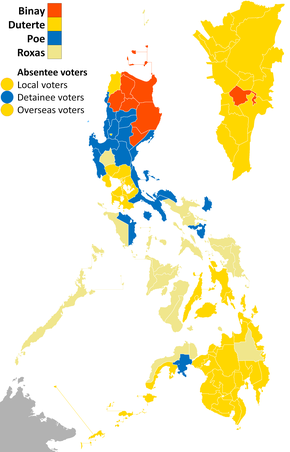 Binay
Duterte
Poe
Roxas
Absentee voters
Local voters
Detainee voters
Overseas voters